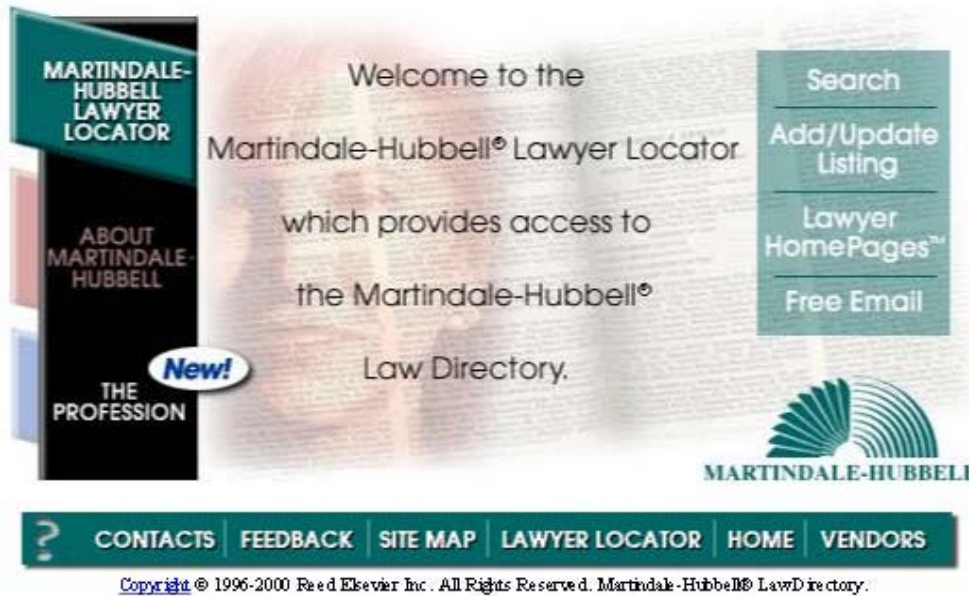 MARTINDALE-
HUBBELL
LAWYER
LOCATOR
ABOUT
MARTINDALE-
HUBBELL
New!
THE
PROFESSION
Welcome to the
Martindale-Hubbell® Lawyer Locator
which provides access to
the Martindale-Hubbell®
Law Directory.
Search
Add/Update
Listing
Lawyer
HomePages™
Free Email
MARTINDALE-HUBBELL
? CONTACTS FEEDBACK SITE MAP LAWYER LOCATOR HOME VENDORS
Copyright © 1996-2000 Reed Elsevier Inc. All Rights Reserved. Martindale-Hubbell® Law Directory.